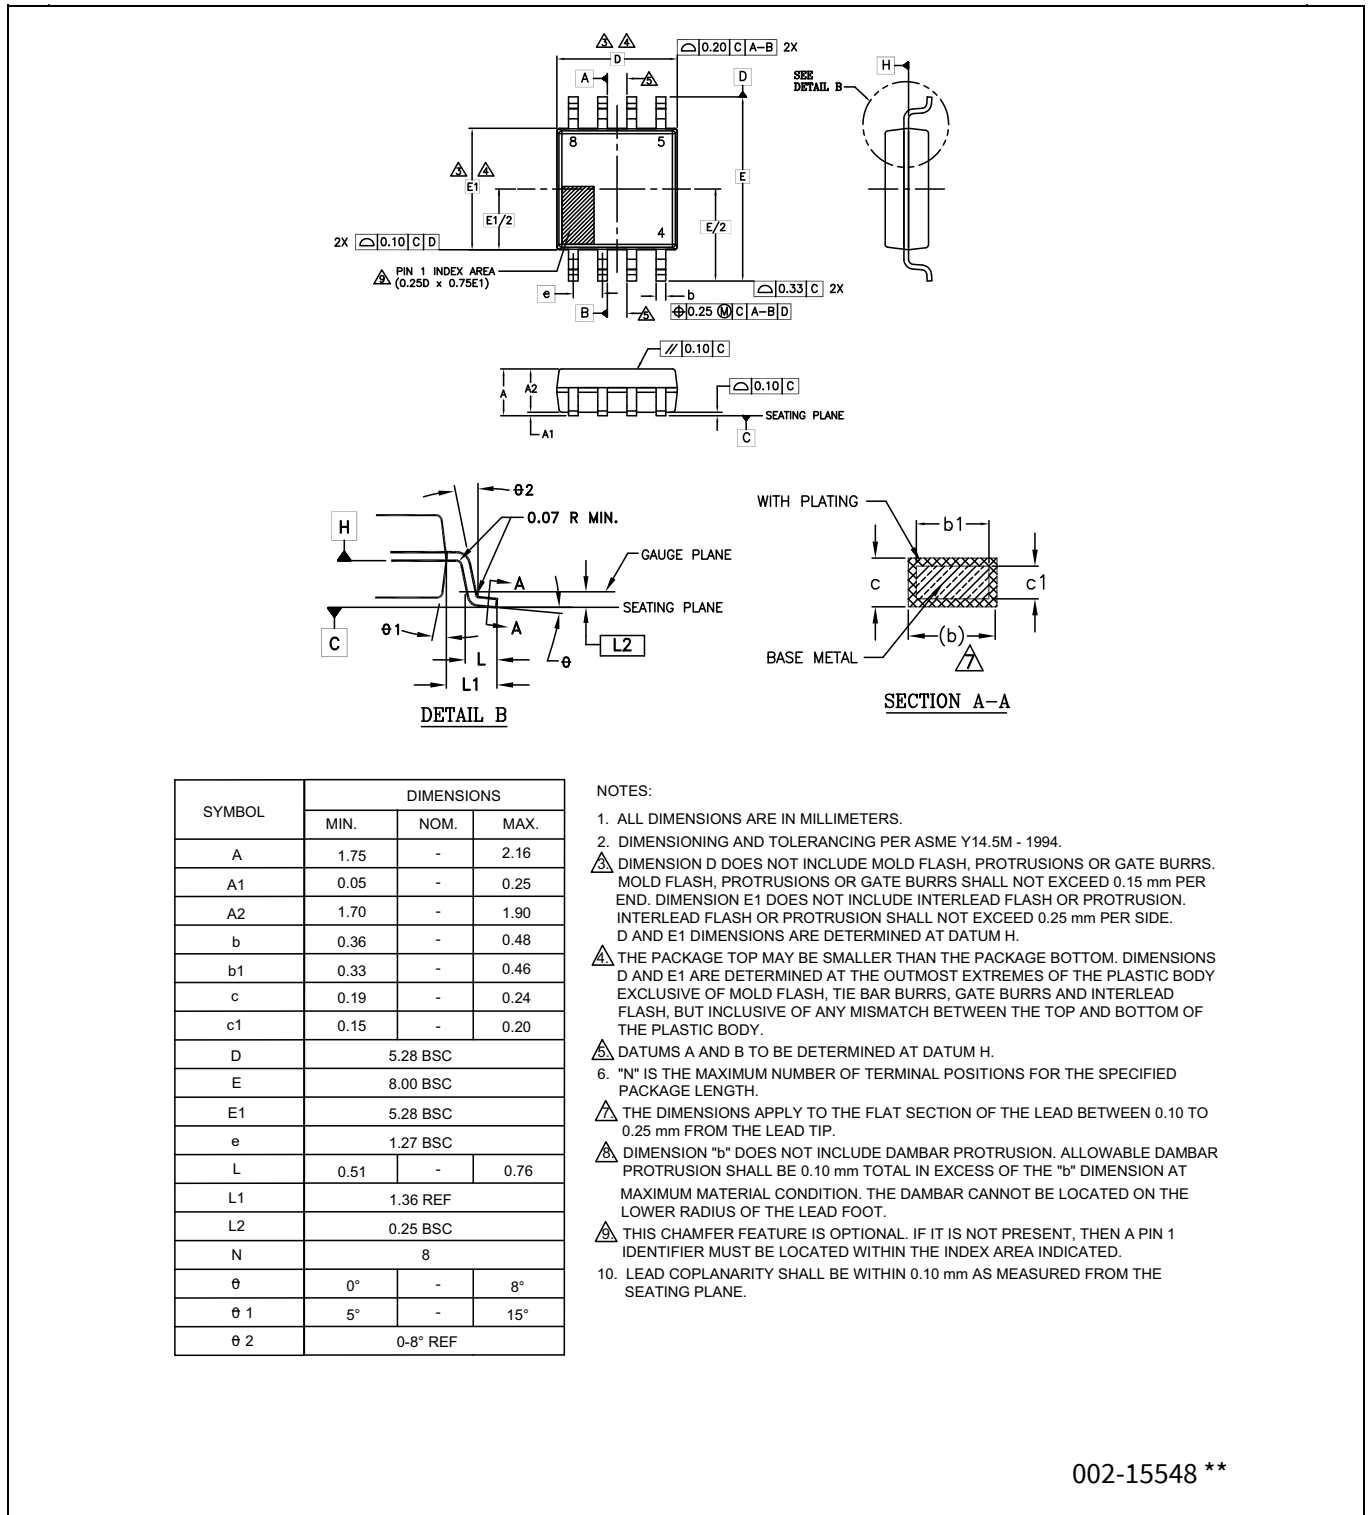 3 4
D
0.20 C A-B 2X
A
5
D
H
SEE
DETAIL B
8 5
3 4
E1
E
E1/2
E/2
4
2X 0.10 C D
9 PIN 1 INDEX AREA
(0.25D x 0.75E1)
0.33 C 2X
e
b
B
5
⌖ 0.25 Ⓜ C A-B D
// 0.10 C
A
A2
0.10 C
SEATING PLANE
A1
C
θ2
0.07 R MIN.
WITH PLATING
b1
H
GAUGE PLANE
A
c
c1
SEATING PLANE
C
θ1
A
L2
(b)
L
θ
BASE METAL
7
L1
DETAIL B
SECTION A-A
SYMBOL DIMENSIONS
MIN. NOM. MAX.
A 1.75 - 2.16
A1 0.05 - 0.25
A2 1.70 - 1.90
b 0.36 - 0.48
b1 0.33 - 0.46
c 0.19 - 0.24
c1 0.15 - 0.20
D 5.28 BSC
E 8.00 BSC
E1 5.28 BSC
e 1.27 BSC
L 0.51 - 0.76
L1 1.36 REF
L2 0.25 BSC
N 8
θ 0° - 8°
θ 1 5° - 15°
θ 2 0-8° REF
NOTES:
1. ALL DIMENSIONS ARE IN MILLIMETERS.
2. DIMENSIONING AND TOLERANCING PER ASME Y14.5M - 1994.
3. DIMENSION D DOES NOT INCLUDE MOLD FLASH, PROTRUSIONS OR GATE BURRS.
MOLD FLASH, PROTRUSIONS OR GATE BURRS SHALL NOT EXCEED 0.15 mm PER
END. DIMENSION E1 DOES NOT INCLUDE INTERLEAD FLASH OR PROTRUSION.
INTERLEAD FLASH OR PROTRUSION SHALL NOT EXCEED 0.25 mm PER SIDE.
D AND E1 DIMENSIONS ARE DETERMINED AT DATUM H.
4. THE PACKAGE TOP MAY BE SMALLER THAN THE PACKAGE BOTTOM. DIMENSIONS
D AND E1 ARE DETERMINED AT THE OUTMOST EXTREMES OF THE PLASTIC BODY
EXCLUSIVE OF MOLD FLASH, TIE BAR BURRS, GATE BURRS AND INTERLEAD
FLASH, BUT INCLUSIVE OF ANY MISMATCH BETWEEN THE TOP AND BOTTOM OF
THE PLASTIC BODY.
5. DATUMS A AND B TO BE DETERMINED AT DATUM H.
6. "N" IS THE MAXIMUM NUMBER OF TERMINAL POSITIONS FOR THE SPECIFIED
PACKAGE LENGTH.
7. THE DIMENSIONS APPLY TO THE FLAT SECTION OF THE LEAD BETWEEN 0.10 TO
0.25 mm FROM THE LEAD TIP.
8. DIMENSION "b" DOES NOT INCLUDE DAMBAR PROTRUSION. ALLOWABLE DAMBAR
PROTRUSION SHALL BE 0.10 mm TOTAL IN EXCESS OF THE "b" DIMENSION AT
MAXIMUM MATERIAL CONDITION. THE DAMBAR CANNOT BE LOCATED ON THE
LOWER RADIUS OF THE LEAD FOOT.
9. THIS CHAMFER FEATURE IS OPTIONAL. IF IT IS NOT PRESENT, THEN A PIN 1
IDENTIFIER MUST BE LOCATED WITHIN THE INDEX AREA INDICATED.
10. LEAD COPLANARITY SHALL BE WITHIN 0.10 mm AS MEASURED FROM THE
SEATING PLANE.
002-15548 **